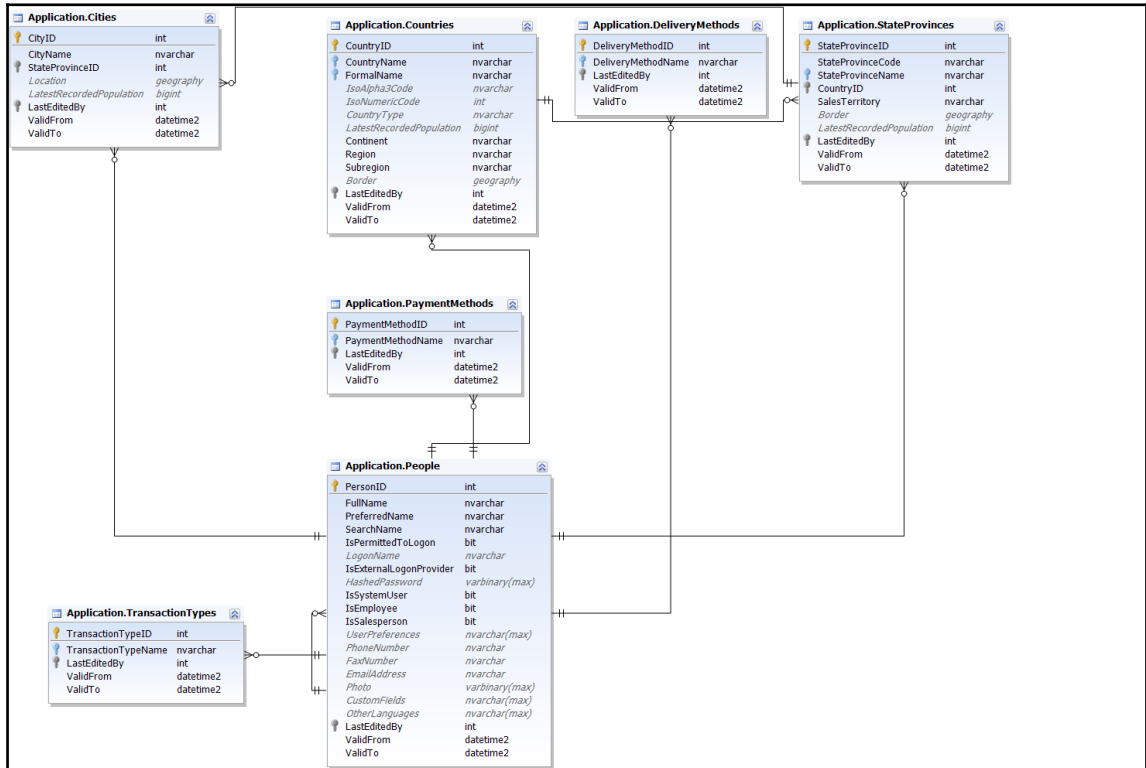 Application.Cities
CityID int
CityName nvarchar
StateProvinceID int
Location geography
LatestRecordedPopulation bigint
LastEditedBy int
ValidFrom datetime2
ValidTo datetime2
Application.Countries
CountryID int
CountryName nvarchar
FormalName nvarchar
IsoAlpha3Code nvarchar
IsoNumericCode int
CountryType nvarchar
LatestRecordedPopulation bigint
Continent nvarchar
Region nvarchar
Subregion nvarchar
Border geography
LastEditedBy int
ValidFrom datetime2
ValidTo datetime2
Application.DeliveryMethods
DeliveryMethodID int
DeliveryMethodName nvarchar
LastEditedBy int
ValidFrom datetime2
ValidTo datetime2
Application.StateProvinces
StateProvinceID int
StateProvinceCode nvarchar
StateProvinceName nvarchar
CountryID int
SalesTerritory nvarchar
Border geography
LatestRecordedPopulation bigint
LastEditedBy int
ValidFrom datetime2
ValidTo datetime2
Application.PaymentMethods
PaymentMethodID int
PaymentMethodName nvarchar
LastEditedBy int
ValidFrom datetime2
ValidTo datetime2
Application.People
PersonID int
FullName nvarchar
PreferredName nvarchar
SearchName nvarchar
IsPermittedToLogon bit
LogonName nvarchar
IsExternalLogonProvider bit
HashedPassword varbinary(max)
IsSystemUser bit
IsEmployee bit
IsSalesperson bit
UserPreferences nvarchar(max)
PhoneNumber nvarchar
FaxNumber nvarchar
EmailAddress nvarchar
Photo varbinary(max)
CustomFields nvarchar(max)
OtherLanguages nvarchar(max)
LastEditedBy int
ValidFrom datetime2
ValidTo datetime2
Application.TransactionTypes
TransactionTypeID int
TransactionTypeName nvarchar
LastEditedBy int
ValidFrom datetime2
ValidTo datetime2